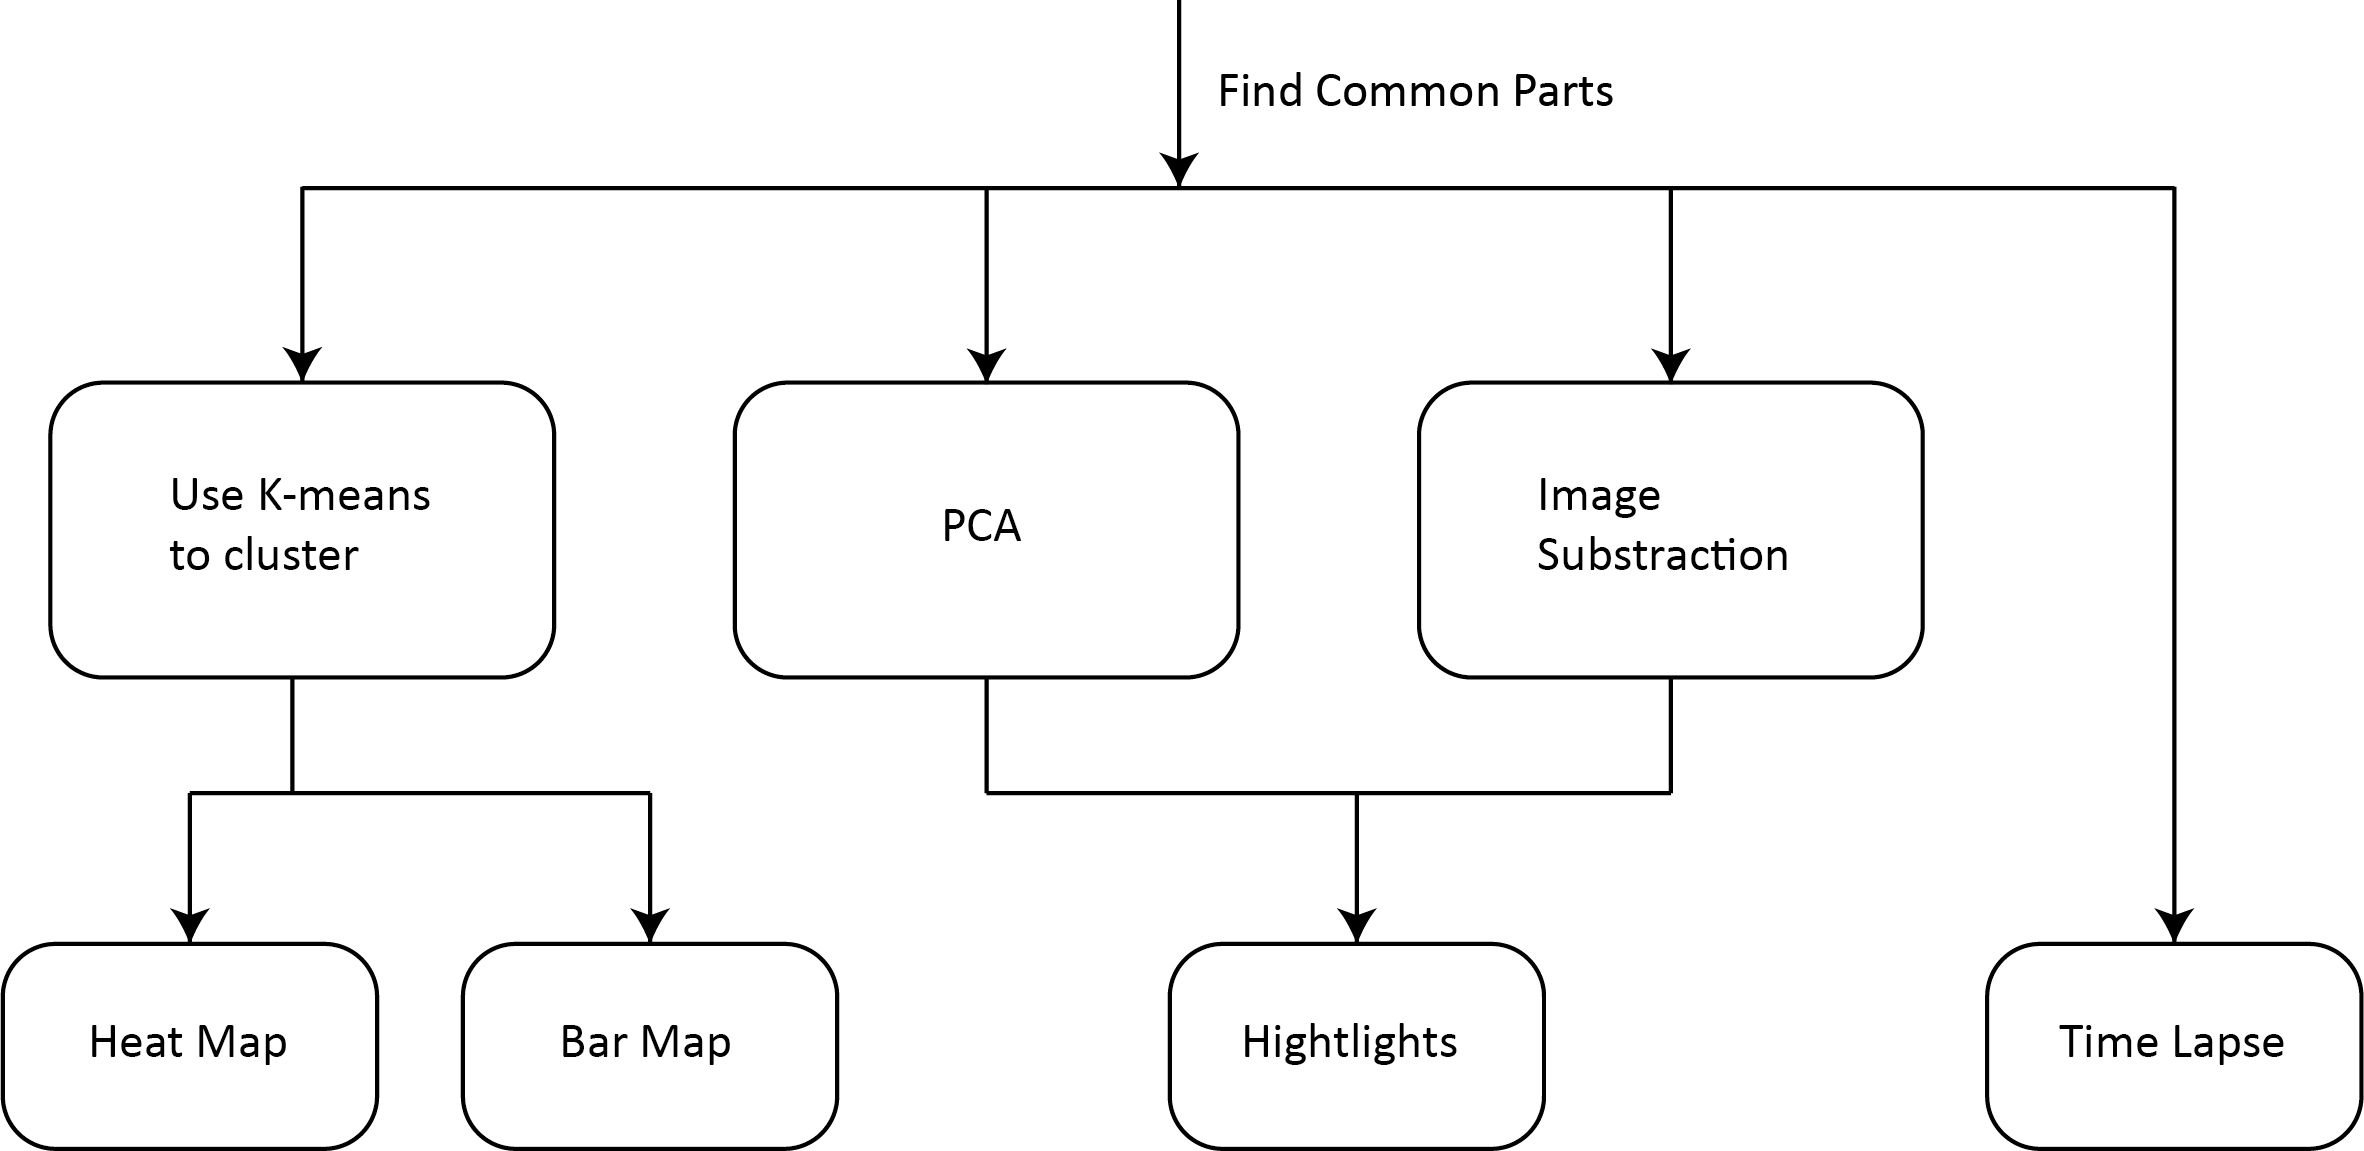 Find Common Parts
Use K-means
to cluster
PCA
Image
Substraction
Heat Map
Bar Map
Hightlights
Time Lapse